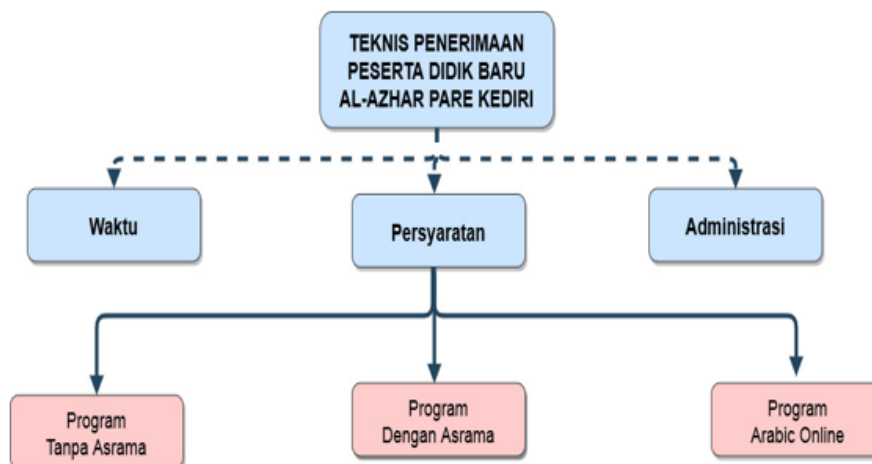 TEKNIS PENERIMAAN
PESERTA DIDIK BARU
AL-AZHAR PARE KEDIRI
Waktu
Persyaratan
Administrasi
Program
Tanpa Asrama
Program
Dengan Asrama
Program
Arabic Online